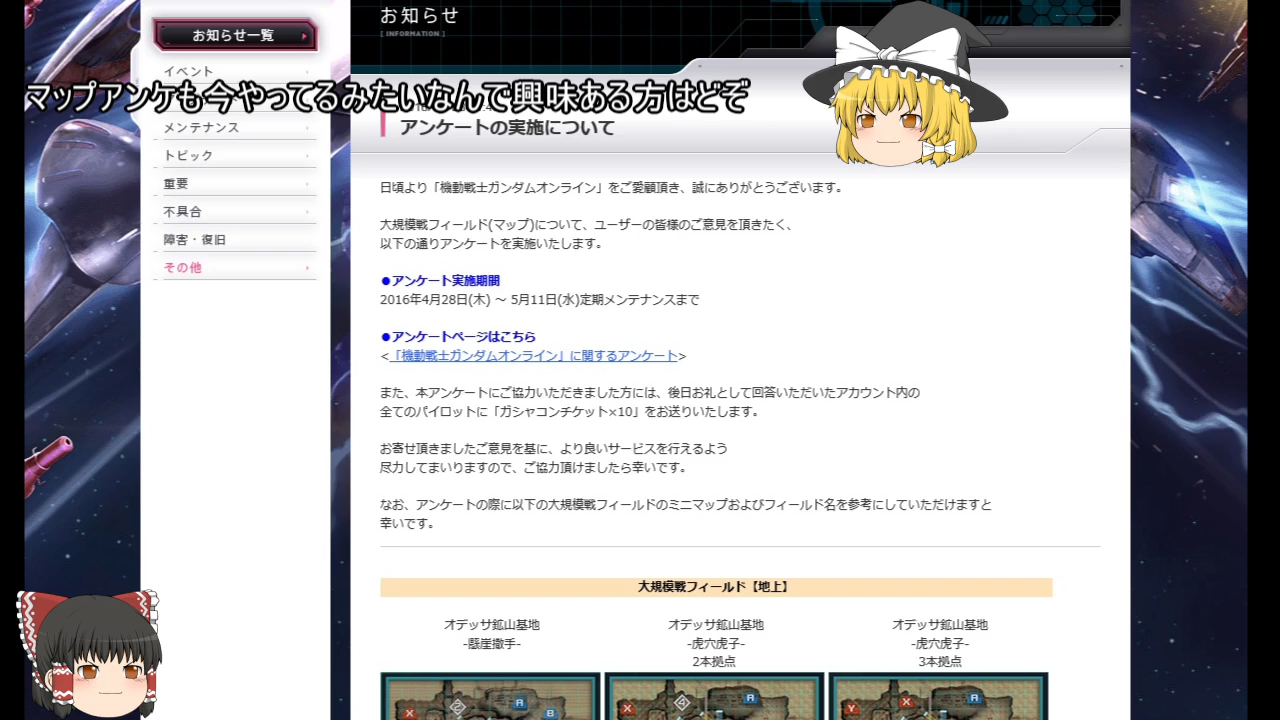 お知らせ
[ INFORMATION ]
お知らせ一覧
イベント
マップアンケも今やってるみたいなんで興味ある方はどぞ
メンテナンス
トピック
重要
不具合
障害・復旧
その他
アンケートの実施について
日頃より「機動戦士ガンダムオンライン」をご愛顧頂き、誠にありがとうございます。
大規模戦フィールド(マップ)について、ユーザーの皆様のご意見を頂きたく、
以下の通りアンケートを実施いたします。
●アンケート実施期間
2016年4月28日(木) ～ 5月11日(水)定期メンテナンスまで
●アンケートページはこちら
<「機動戦士ガンダムオンライン」に関するアンケート>
また、本アンケートにご協力いただきました方には、後日お礼として回答いただいたアカウント内の
全てのパイロットに「ガシャコンチケット×10」をお送りいたします。
お寄せ頂きましたご意見を基に、より良いサービスを行えるよう
尽力してまいりますので、ご協力頂けましたら幸いです。
なお、アンケートの際に以下の大規模戦フィールドのミニマップおよびフィールド名を参考にしていただけますと
幸いです。
大規模戦フィールド【地上】
オデッサ鉱山基地
-懸崖撒手-
オデッサ鉱山基地
-虎穴虎子-
2本拠点
オデッサ鉱山基地
-虎穴虎子-
3本拠点
X 2 A B
X 4 A
Y X A